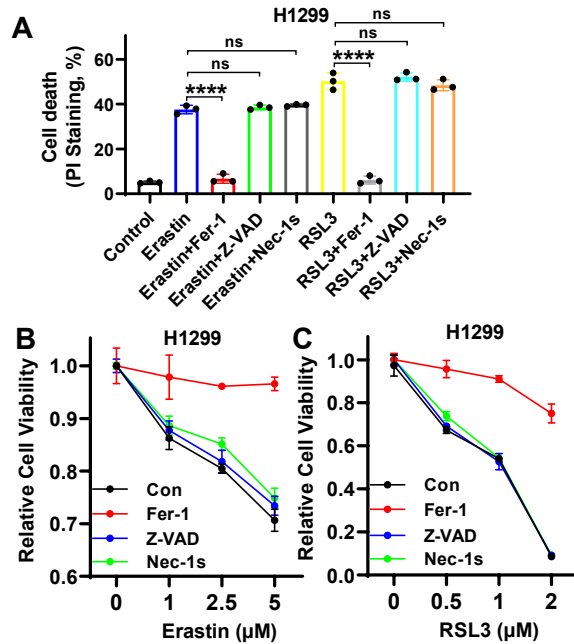 H1299
A
ns
ns
ns
ns
****
****
Cell death
(PI Staining, %)
60
40
20
0
Control
Erastin
Erastin+Fer-1
Erastin+Z-VAD
Erastin+Nec-1s
RSL3
RSL3+Fer-1
RSL3+Z-VAD
RSL3+Nec-1s
B
H1299
Relative Cell Viability
1.0
0.9
0.8
0.7
0.6
Con
Fer-1
Z-VAD
Nec-1s
0 1 2.5 5
Erastin (µM)
C
H1299
Relative Cell Viability
1.0
0.8
0.6
0.4
0.2
0.0
Con
Fer-1
Z-VAD
Nec-1s
0 0.5 1 2
RSL3 (µM)